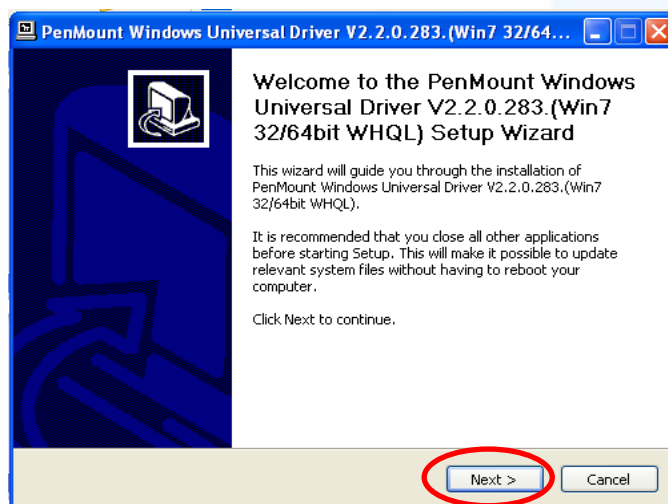 PenMount Windows Universal Driver V2.2.0.283.(Win7 32/64...
Welcome to the PenMount Windows
Universal Driver V2.2.0.283.(Win7
32/64bit WHQL) Setup Wizard
This wizard will guide you through the installation of
PenMount Windows Universal Driver V2.2.0.283.(Win7
32/64bit WHQL).
It is recommended that you close all other applications
before starting Setup. This will make it possible to update
relevant system files without having to reboot your
computer.
Click Next to continue.
Next >
Cancel